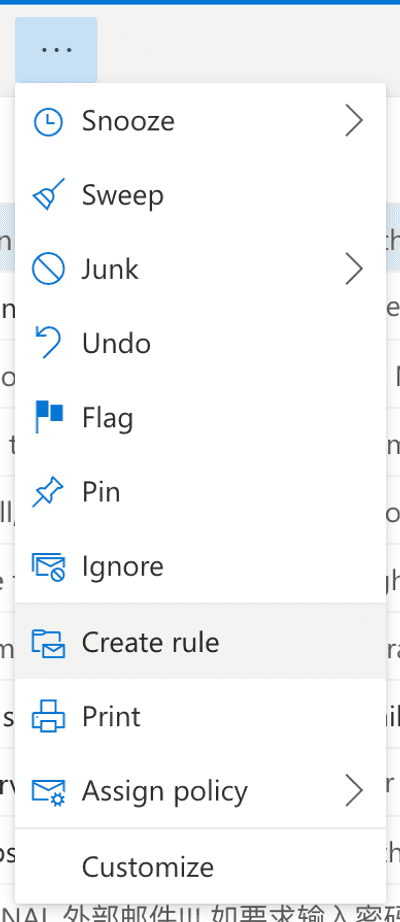 ...
Snooze
Sweep
Junk
Undo
Flag
Pin
Ignore
Create rule
Print
Assign policy
Customize
外部邮件!!! 如要求输入密码